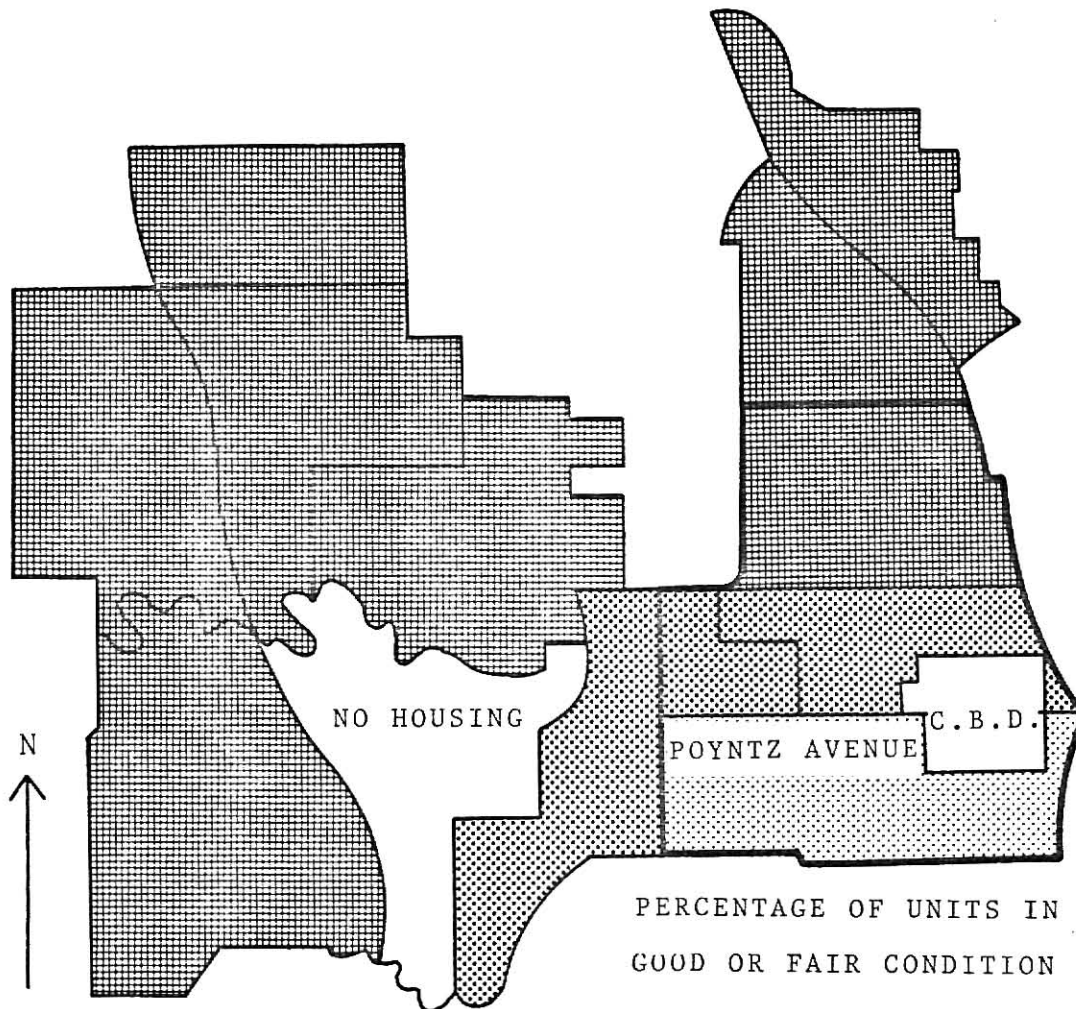 NO HOUSING
C.B.D.
N
POYNTZ AVENUE
PERCENTAGE OF UNITS IN
GOOD OR FAIR CONDITION